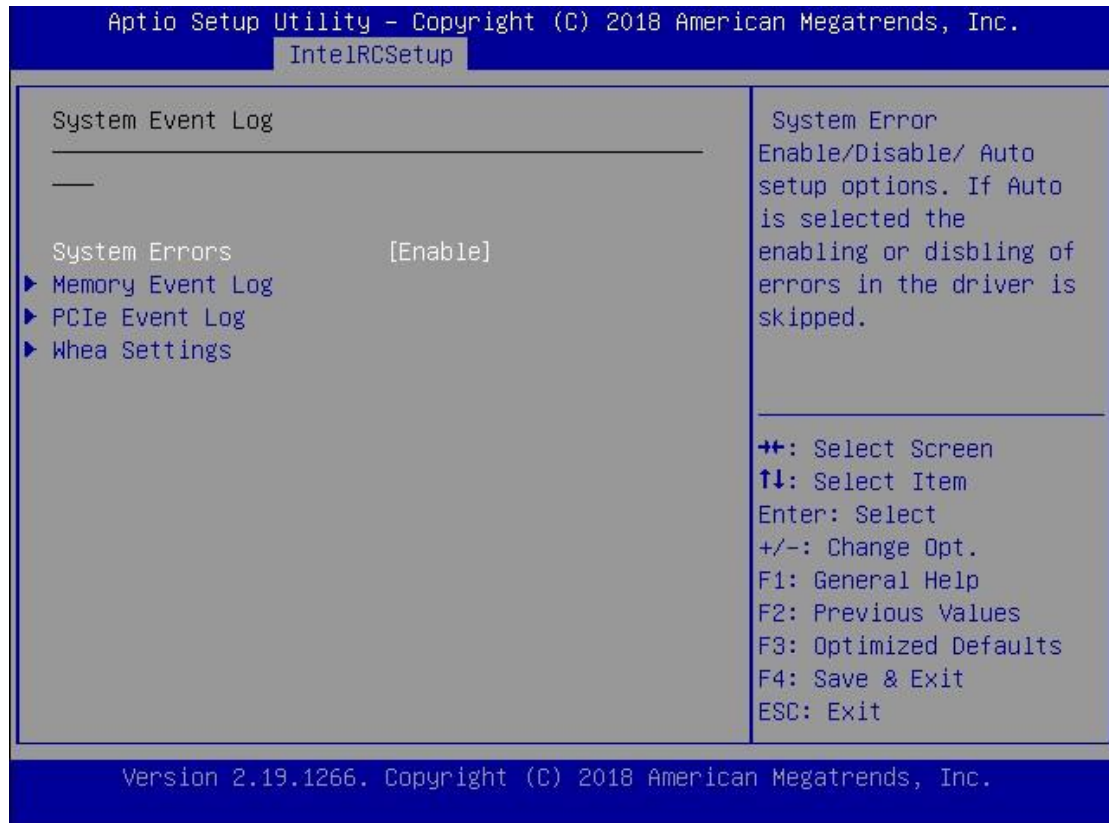 Aptio Setup Utility – Copyright (C) 2018 American Megatrends, Inc.
IntelRCSetup
System Event Log
System Errors [Enable]
Memory Event Log
PCIe Event Log
Whea Settings
System Error
Enable/Disable/ Auto
setup options. If Auto
is selected the
enabling or disbling of
errors in the driver is
skipped.
→←: Select Screen
↑↓: Select Item
Enter: Select
+/-: Change Opt.
F1: General Help
F2: Previous Values
F3: Optimized Defaults
F4: Save & Exit
ESC: Exit
Version 2.19.1266. Copyright (C) 2018 American Megatrends, Inc.